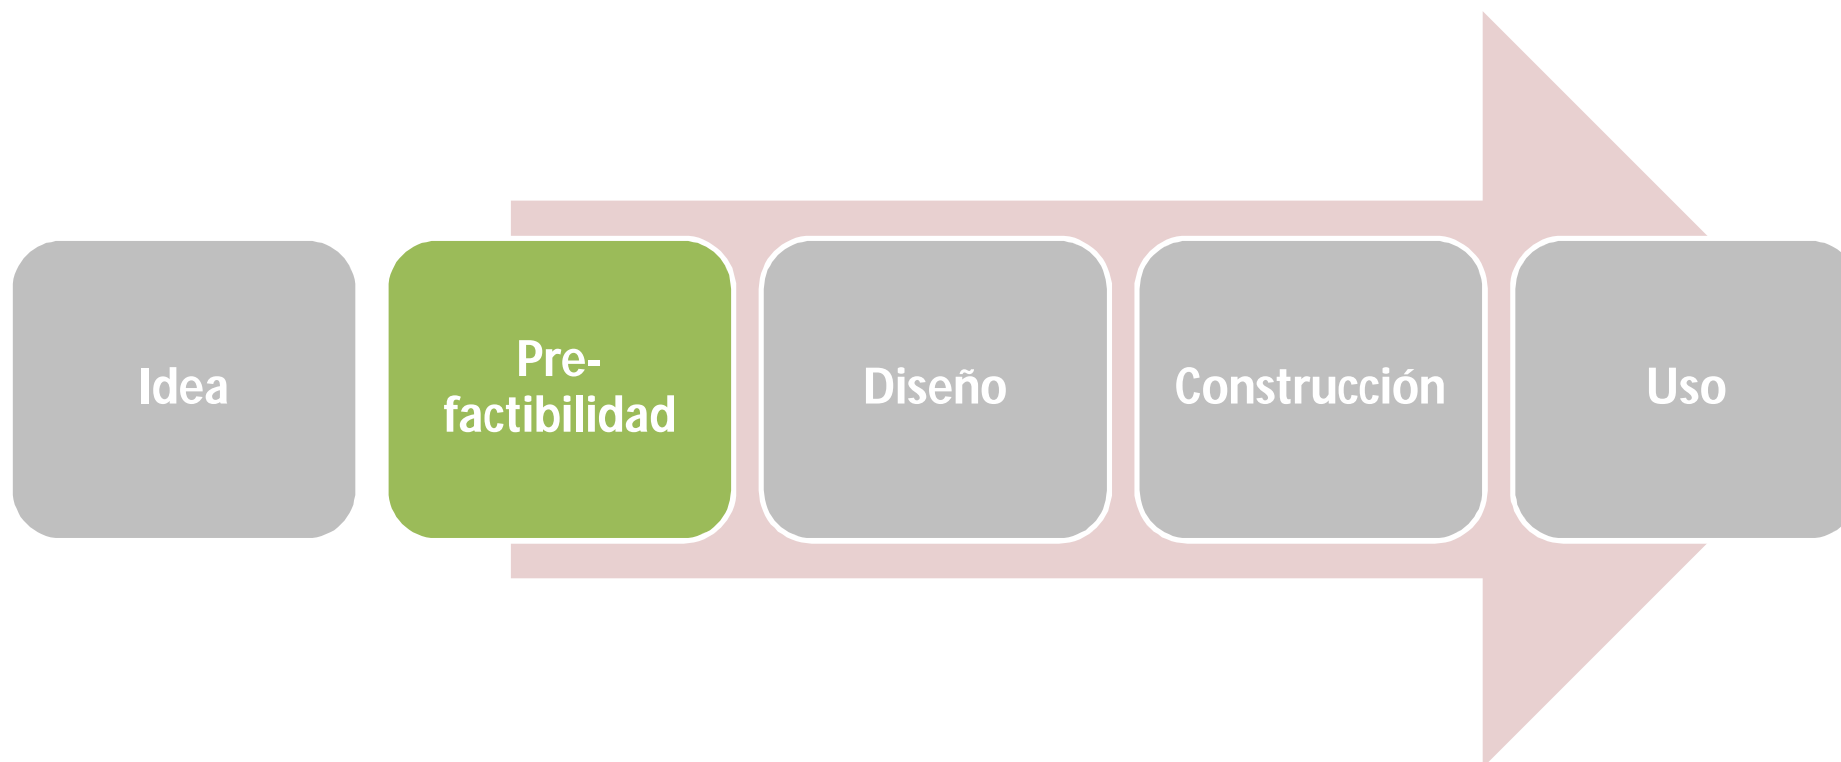 Idea
Pre-
factibilidad
Diseño
Construcción
Uso